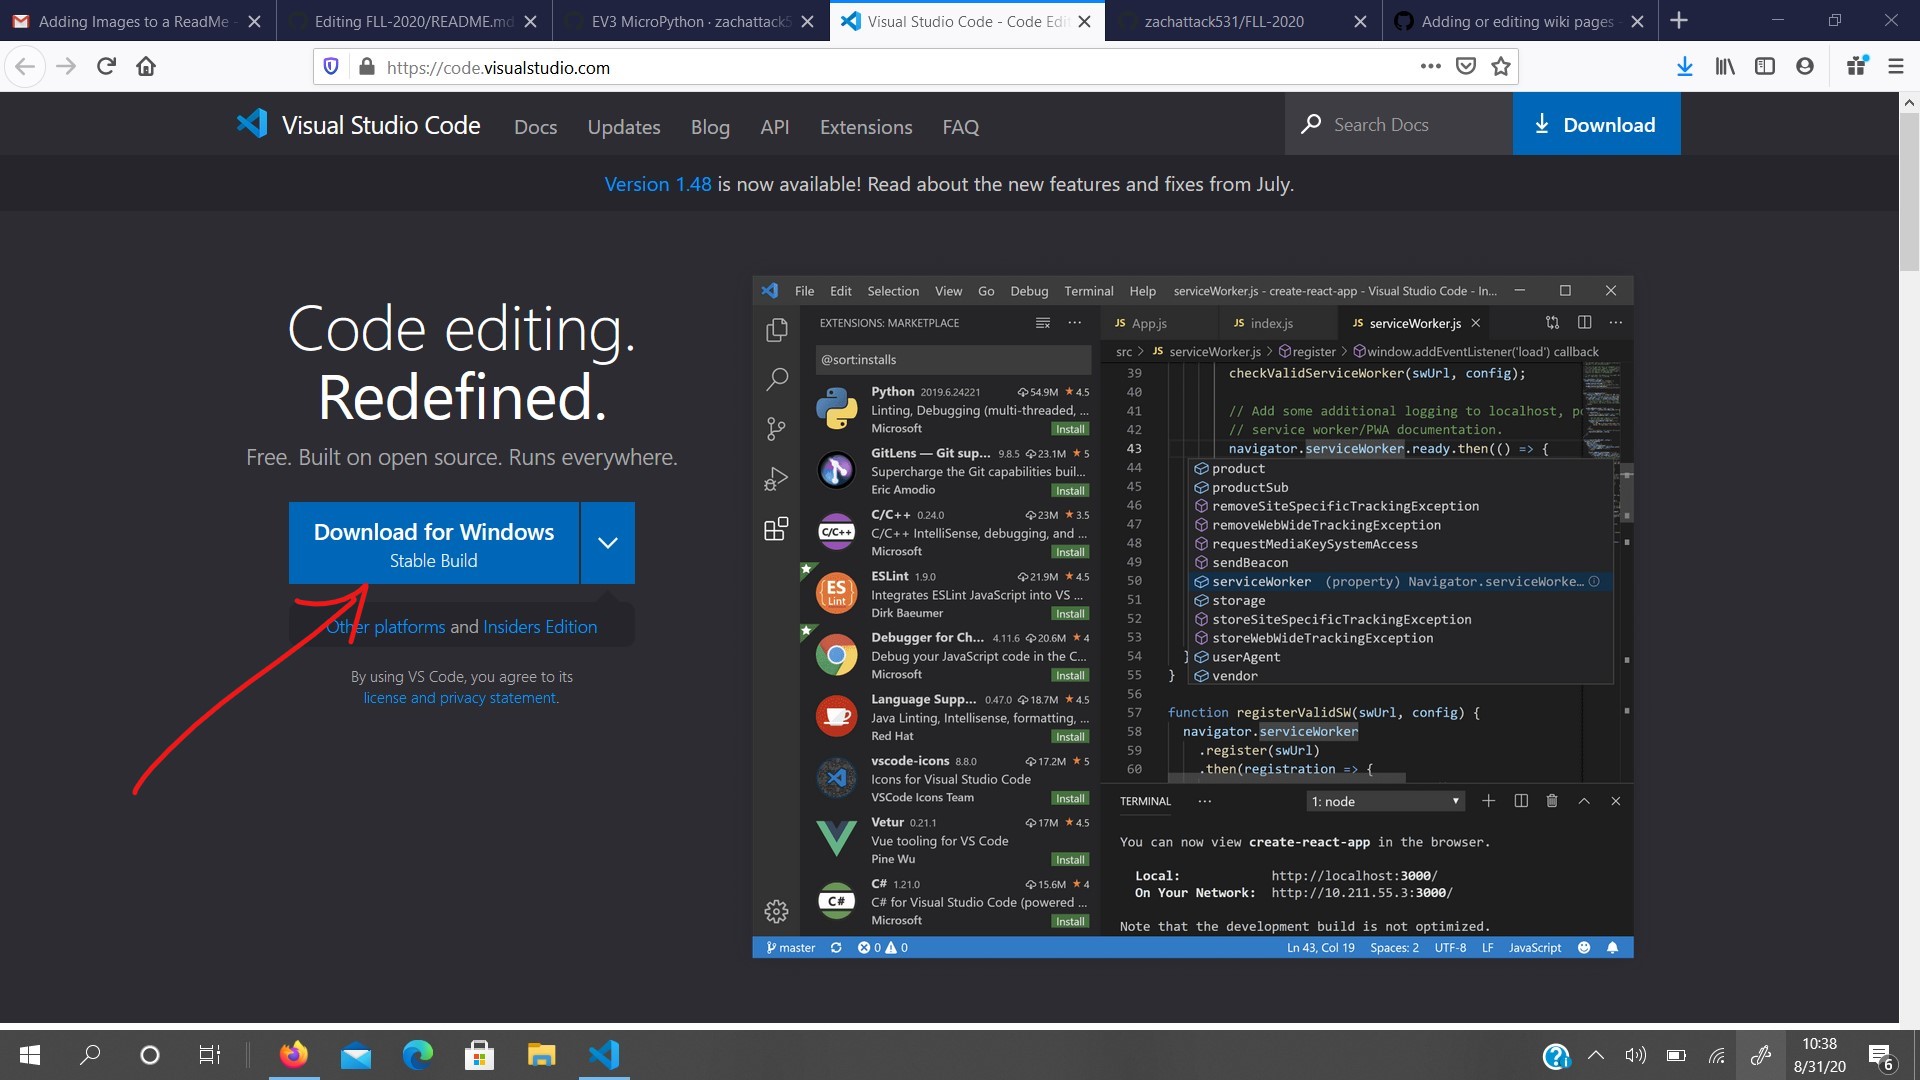 Adding Images to a ReadMe -
Editing FLL-2020/README.md
EV3 MicroPython · zachattack5
Visual Studio Code - Code Edit
zachattack531/FLL-2020
Adding or editing wiki pages -
https://code.visualstudio.com
Visual Studio Code
Docs
Updates
Blog
API
Extensions
FAQ
Search Docs
Download
Version 1.48 is now available! Read about the new features and fixes from July.
Code editing.
Redefined.
Free. Built on open source. Runs everywhere.
Download for Windows
Stable Build
Other platforms and Insiders Edition
By using VS Code, you agree to its
license and privacy statement.
File Edit Selection View Go Debug Terminal Help serviceWorker.js - create-react-app - Visual Studio Code - In...
EXTENSIONS: MARKETPLACE
@sort:installs
Python 2019.6.24221 54.9M ★ 4.5
Linting, Debugging (multi-threaded, ...
Microsoft Install
GitLens — Git sup... 9.8.5 23.1M ★ 5
Supercharge the Git capabilities buil...
Eric Amodio Install
C/C++
C/C++ 0.24.0 23M ★ 3.5
C/C++ IntelliSense, debugging, and ...
Microsoft Install
ES
Lint
ESLint 1.9.0 21.9M ★ 4.5
Integrates ESLint JavaScript into VS ...
Dirk Baeumer Install
Debugger for Ch... 4.11.6 20.6M ★ 4
Debug your JavaScript code in the C...
Microsoft Install
Language Supp... 0.47.0 18.7M ★ 4.5
Java Linting, Intellisense, formatting, ...
Red Hat Install
vscode-icons 8.8.0 17.2M ★ 5
Icons for Visual Studio Code
VSCode Icons Team Install
Vetur 0.21.1 17M ★ 4.5
Vue tooling for VS Code
Pine Wu Install
C#
C# 1.21.0 15.6M ★ 4
C# for Visual Studio Code (powered ...
Microsoft Install
JS App.js JS index.js JS serviceWorker.js
src > JS serviceWorker.js > register > window.addEventListener('load') callback
39 checkValidServiceWorker(swUrl, config);
40
41 // Add some additional logging to localhost, po
42 // service worker/PWA documentation.
43 navigator.serviceWorker.ready.then(() => {
44 product
45 productSub
46 removeSiteSpecificTrackingException
47 removeWebWideTrackingException
48 requestMediaKeySystemAccess
49 sendBeacon
50 serviceWorker (property) Navigator.serviceWorke...
51 storage
52 storeSiteSpecificTrackingException
53 storeWebWideTrackingException
54 } userAgent
55 } vendor
56
57 function registerValidSW(swUrl, config) {
58 navigator.serviceWorker
59 .register(swUrl)
60 .then(registration => {
TERMINAL ··· 1: node
You can now view create-react-app in the browser.
Local: http://localhost:3000/
On Your Network: http://10.211.55.3:3000/
Note that the development build is not optimized.
master 0 0 Ln 43, Col 19 Spaces: 2 UTF-8 LF JavaScript
10:38
8/31/20
6